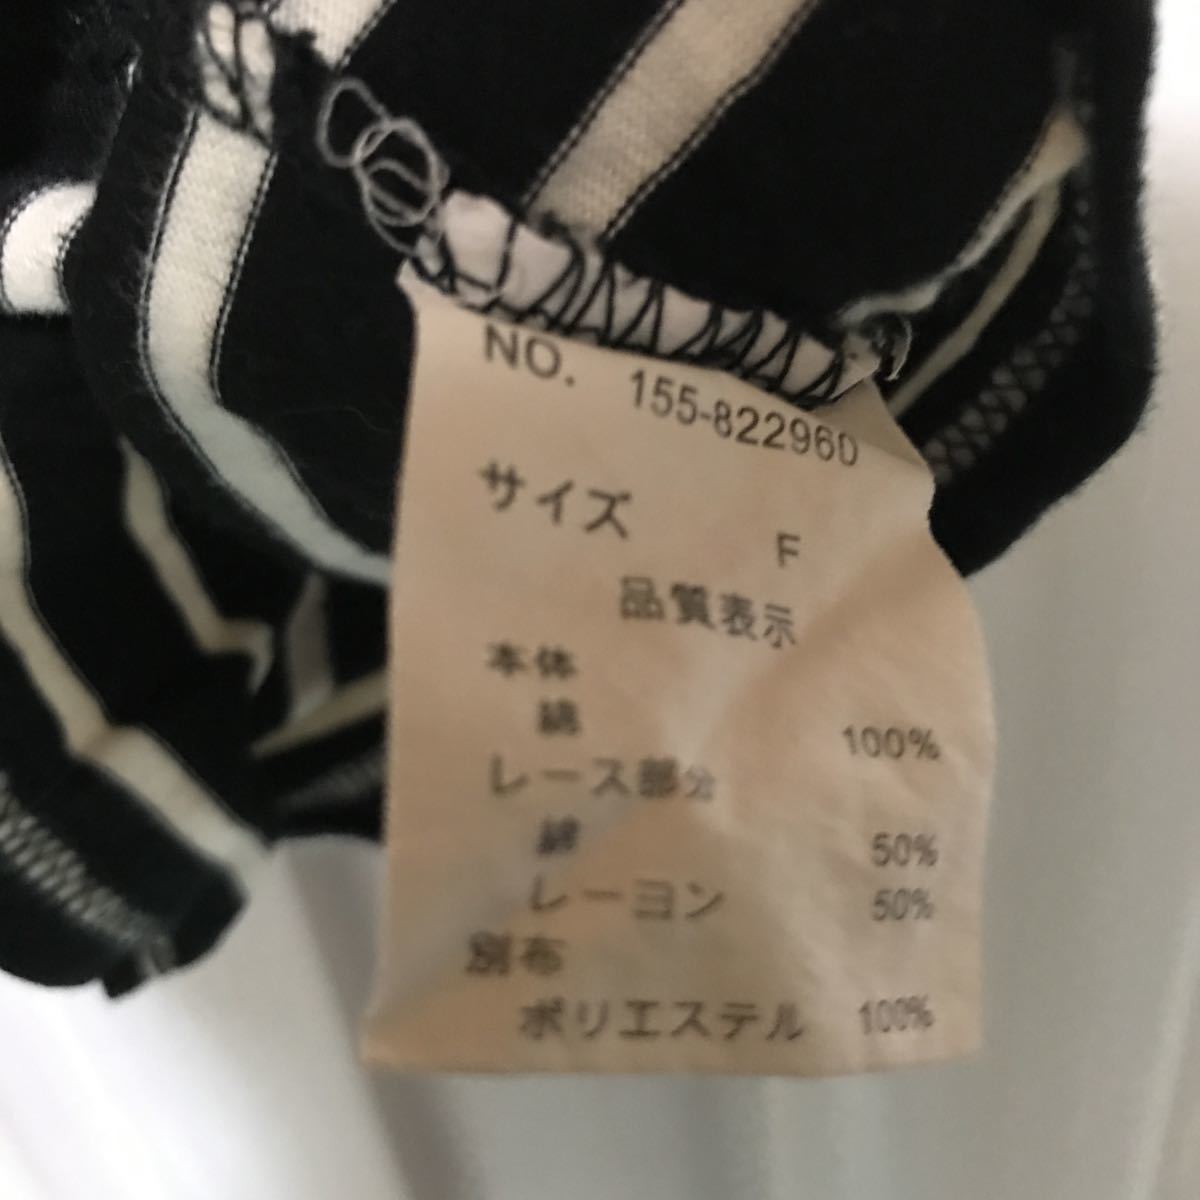 NO. 155-822960
サイズ F
品質表示
本体
綿 100%
レース部分
綿 50%
レーヨン 50%
別布
ポリエステル 100%